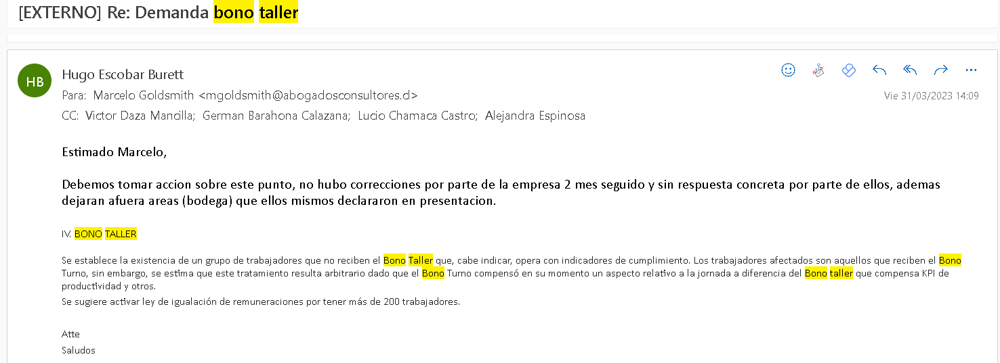 [EXTERNO] Re: Demanda bono taller
HB
Hugo Escobar Burett
Para: Marcelo Goldsmith <mgoldsmith@abogadosconsultores.cl>
Vie 31/03/2023 14:09
CC: Victor Daza Mancilla; German Barahona Calazana; Lucio Chamaca Castro; Alejandra Espinosa
Estimado Marcelo,
Debemos tomar accion sobre este punto, no hubo correcciones por parte de la empresa 2 mes seguido y sin respuesta concreta por parte de ellos, ademas
dejaran afuera areas (bodega) que ellos mismos declararon en presentacion.
IV. BONO TALLER
Se establece la existencia de un grupo de trabajadores que no reciben el Bono Taller que, cabe indicar, opera con indicadores de cumplimiento. Los trabajadores afectados son aquellos que reciben el Bono
Turno, sin embargo, se estima que este tratamiento resulta arbitrario dado que el Bono Turno compensó en su momento un aspecto relativo a la jornada a diferencia del Bono taller que compensa KPI de
productividad y otros.
Se sugiere activar ley de igualación de remuneraciones por tener más de 200 trabajadores.
Atte
Saludos